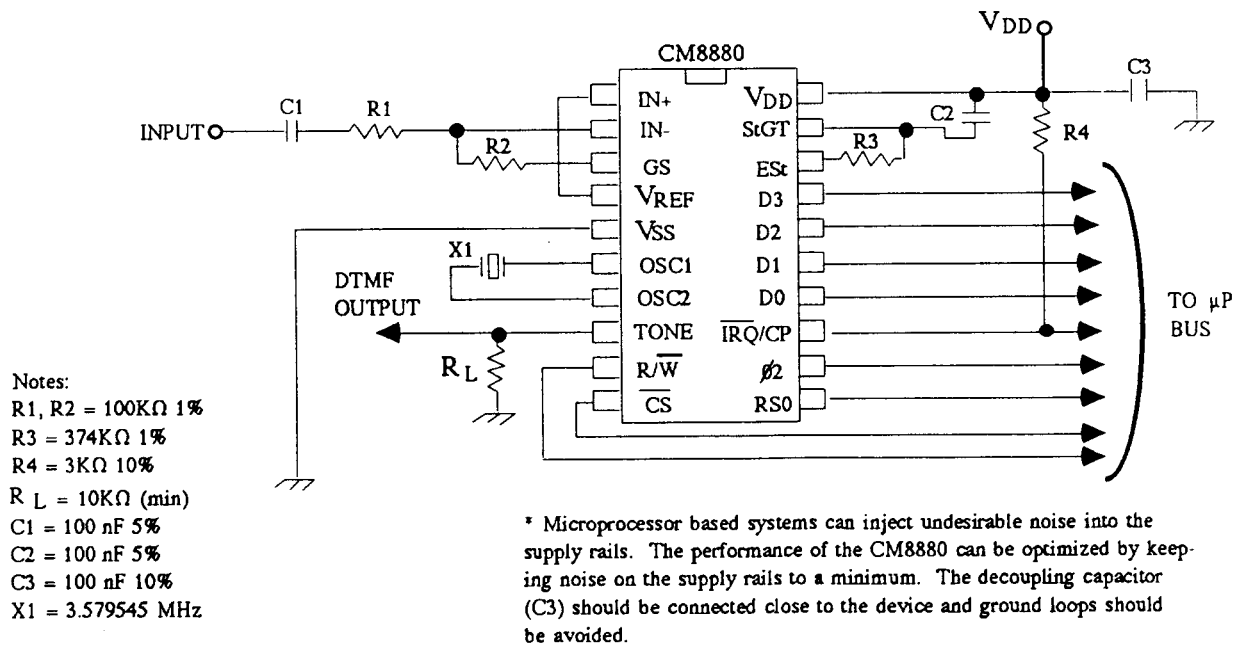 VDD
CM8880
C3
C1
R1
INPUT
IN+
VDD
C2
IN-
StGT
R4
R2
R3
GS
ESt
VREF
D3
VSS
D2
X1
OSC1
D1
DTMF
OUTPUT
OSC2
D0
TO µP
BUS
TONE
IRQ/CP
RL
R/W
ø2
CS
RS0
Notes:
R1, R2 = 100KΩ 1%
R3 = 374KΩ 1%
R4 = 3KΩ 10%
R L = 10KΩ (min)
C1 = 100 nF 5%
C2 = 100 nF 5%
C3 = 100 nF 10%
X1 = 3.579545 MHz
* Microprocessor based systems can inject undesirable noise into the
supply rails. The performance of the CM8880 can be optimized by keep-
ing noise on the supply rails to a minimum. The decoupling capacitor
(C3) should be connected close to the device and ground loops should
be avoided.